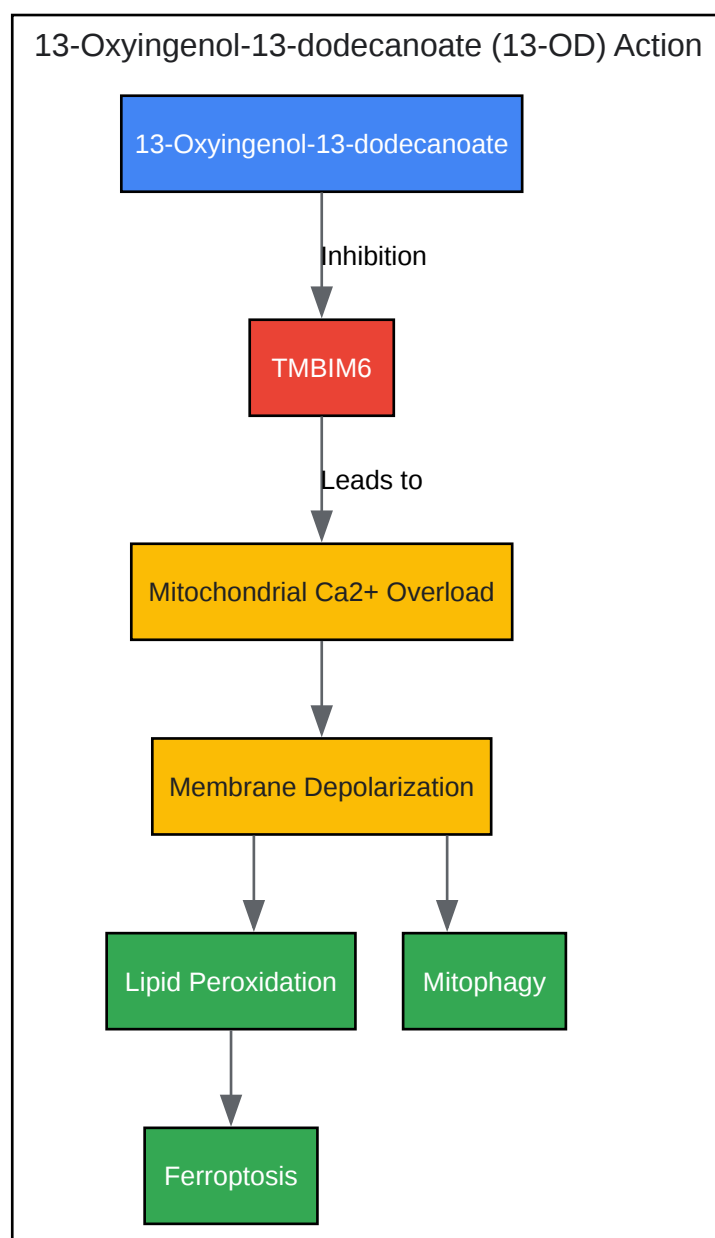 13-Oxyingenol-13-dodecanoate (13-OD) Action
13-Oxyingenol-13-dodecanoate
Inhibition
TMBIM6
Leads to
Mitochondrial Ca2+ Overload
Membrane Depolarization
Lipid Peroxidation
Mitophagy
Ferroptosis